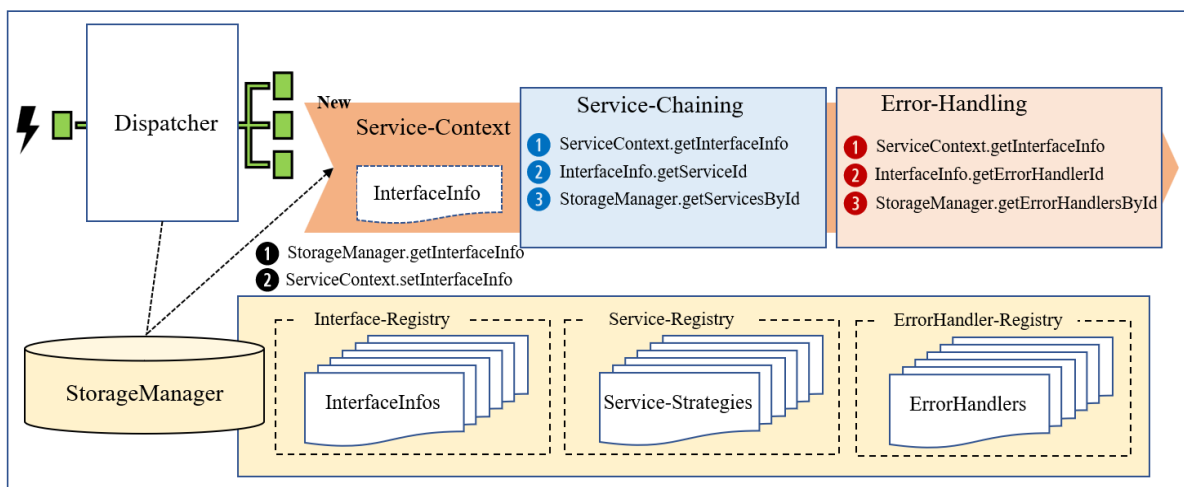 Dispatcher
New
Service-Context
InterfaceInfo
Service-Chaining
1 ServiceContext.getInterfaceInfo
2 InterfaceInfo.getServiceId
3 StorageManager.getServicesById
Error-Handling
1 ServiceContext.getInterfaceInfo
2 InterfaceInfo.getErrorHandlerId
3 StorageManager.getErrorHandlersById
1 StorageManager.getInterfaceInfo
2 ServiceContext.setInterfaceInfo
StorageManager
Interface-Registry
InterfaceInfos
Service-Registry
Service-Strategies
ErrorHandler-Registry
ErrorHandlers